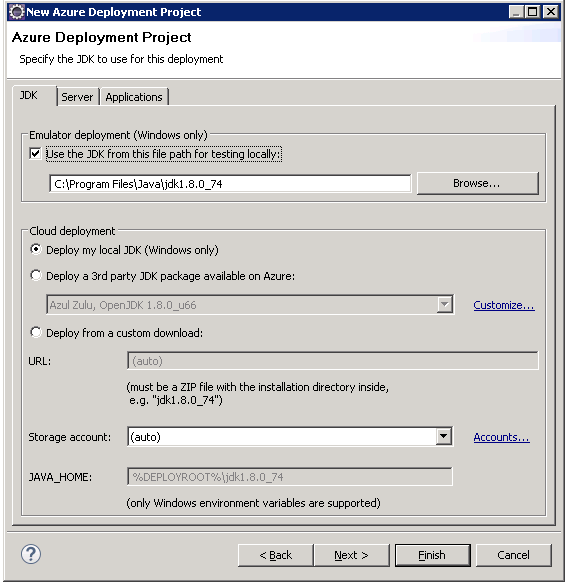 New Azure Deployment Project
Azure Deployment Project
Specify the JDK to use for this deployment
JDK Server Applications
Emulator deployment (Windows only)
Use the JDK from this file path for testing locally:
C:\Program Files\Java\jdk1.8.0_74 Browse...
Cloud deployment
Deploy my local JDK (Windows only)
Deploy a 3rd party JDK package available on Azure:
Azul Zulu, OpenJDK 1.8.0_u66 Customize...
Deploy from a custom download:
URL: (auto)
(must be a ZIP file with the installation directory inside,
e.g. "jdk1.8.0_74")
Storage account: (auto) Accounts...
JAVA_HOME: %DEPLOYROOT%\jdk1.8.0_74
(only Windows environment variables are supported)
? < Back Next > Finish Cancel